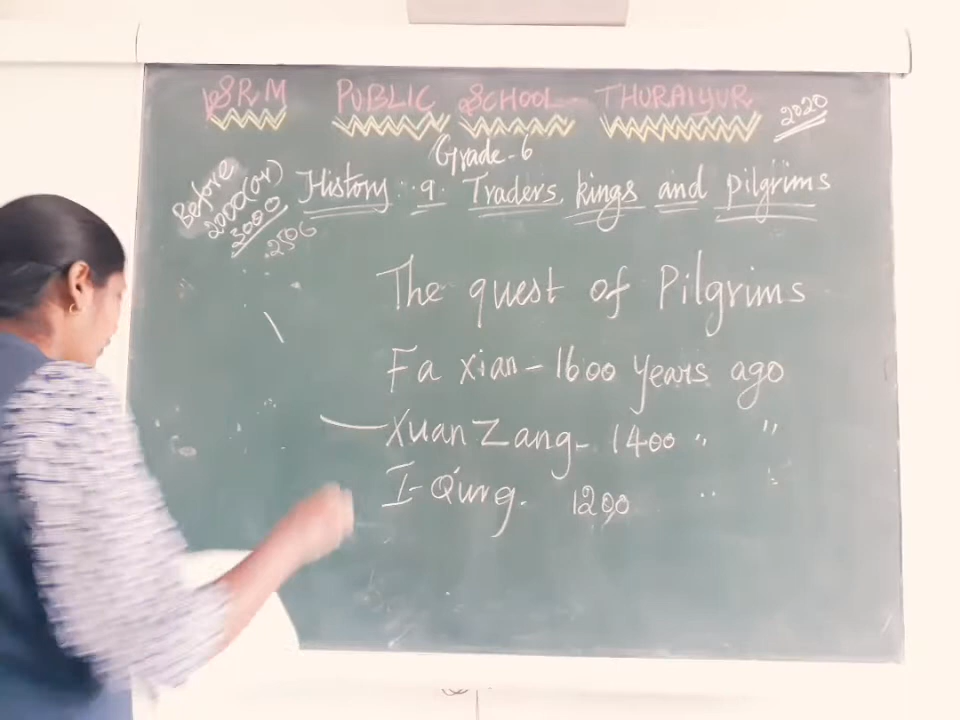 SRM PUBLIC SCHOOL THURAIYUR
2020
Grade-6
Before
2000 (or)
3000
2506
History 9. Traders, kings and pilgrims
The quest of Pilgrims
Fa xian - 1600 years ago
Xuan Zang - 1400 " "
I-Qing. 1200 " "